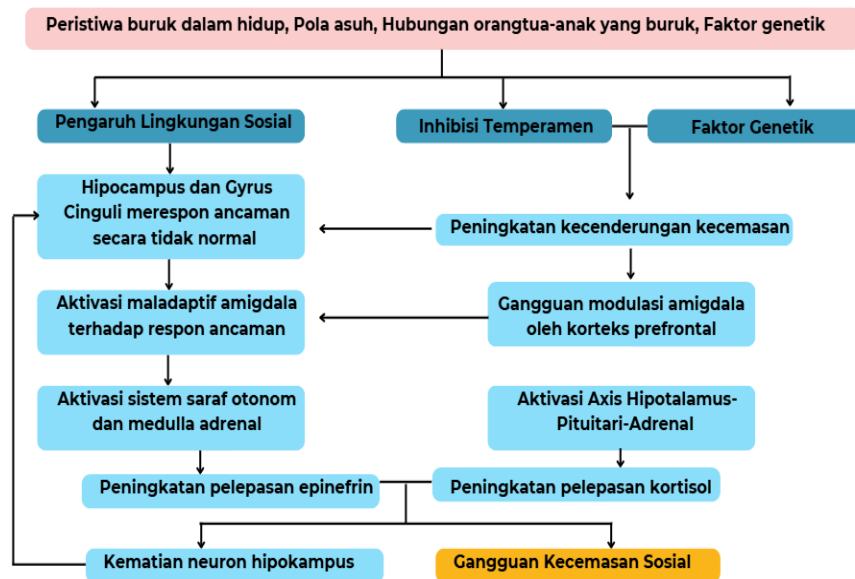 Peristiwa buruk dalam hidup, Pola asuh, Hubungan orangtua-anak yang buruk, Faktor genetik
Pengaruh Lingkungan Sosial
Inhibisi Temperamen
Faktor Genetik
Hipocampus dan Gyrus
Cinguli merespon ancaman
secara tidak normal
Peningkatan kecenderungan kecemasan
Aktivasi maladaptif amigdala
terhadap respon ancaman
Gangguan modulasi amigdala
oleh korteks prefrontal
Aktivasi sistem saraf otonom
dan medulla adrenal
Aktivasi Axis Hipotalamus-
Pituitari-Adrenal
Peningkatan pelepasan epinefrin
Peningkatan pelepasan kortisol
Kematian neuron hipokampus
Gangguan Kecemasan Sosial